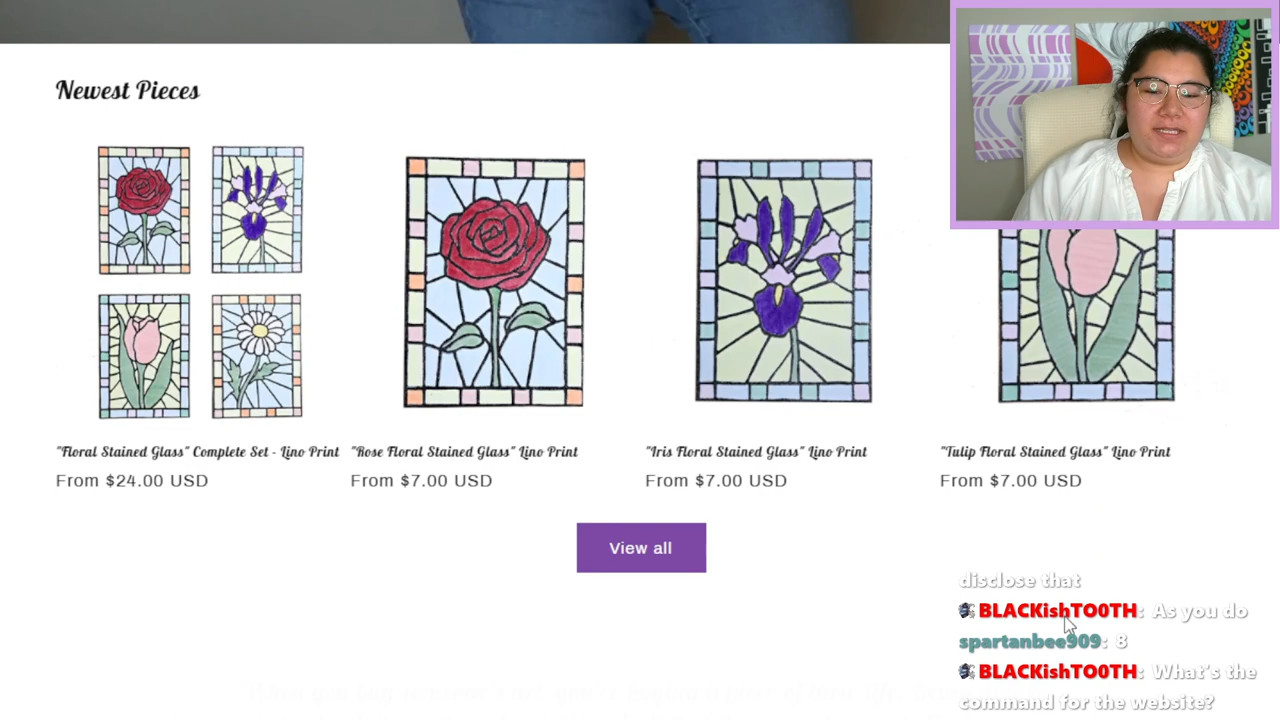 Newest Pieces
"Floral Stained Glass" Complete Set - Lino Print
From $24.00 USD
"Rose Floral Stained Glass" Lino Print
From $7.00 USD
"Iris Floral Stained Glass" Lino Print
From $7.00 USD
"Tulip Floral Stained Glass" Lino Print
From $7.00 USD
View all
disclose that
BLACKishTO0TH: As you do
spartanbee909: 8
BLACKishTO0TH: What's the
command for the website?